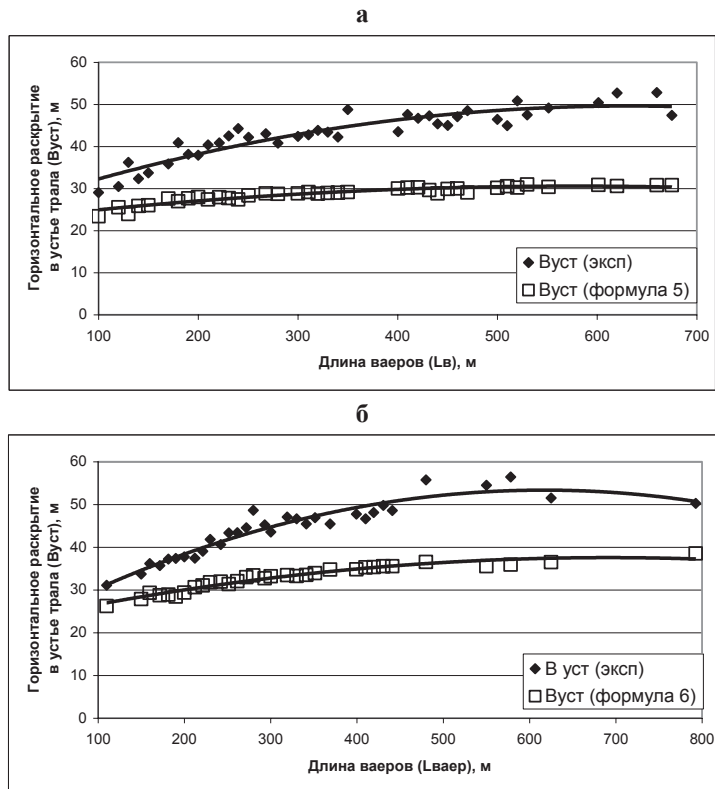 а
60
50
40
30
20
10
0
Горизонтальное раскрытие
в устье трала (Вуст), м
100 200 300 400 500 600 700
Длина ваеров (Lв), м
Вуст (эксп)
Вуст (формула 5)
б
60
50
40
30
20
10
0
Горизонтальное раскрытие
в устье трала (Вуст), м
100 200 300 400 500 600 700 800
Длина ваеров (Lваер), м
В уст (эксп)
Вуст (формула 6)